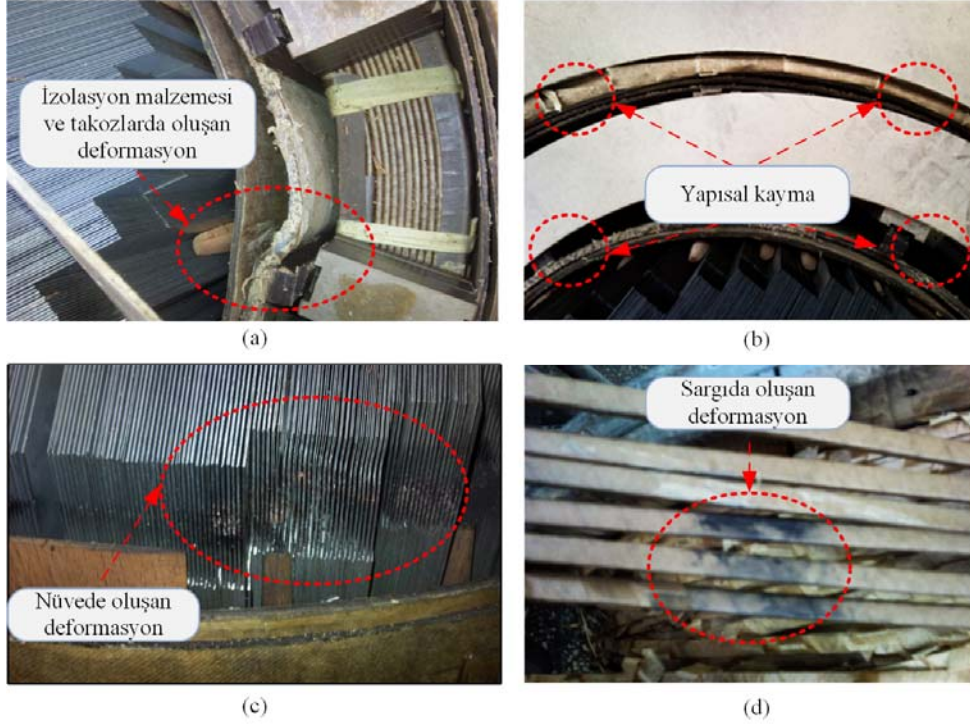 İzolasyon malzemesi
ve takozlarda oluşan
deformasyon
(a)
Yapısal kayma
(b)
Nüvede oluşan
deformasyon
(c)
Sargıda oluşan
deformasyon
(d)